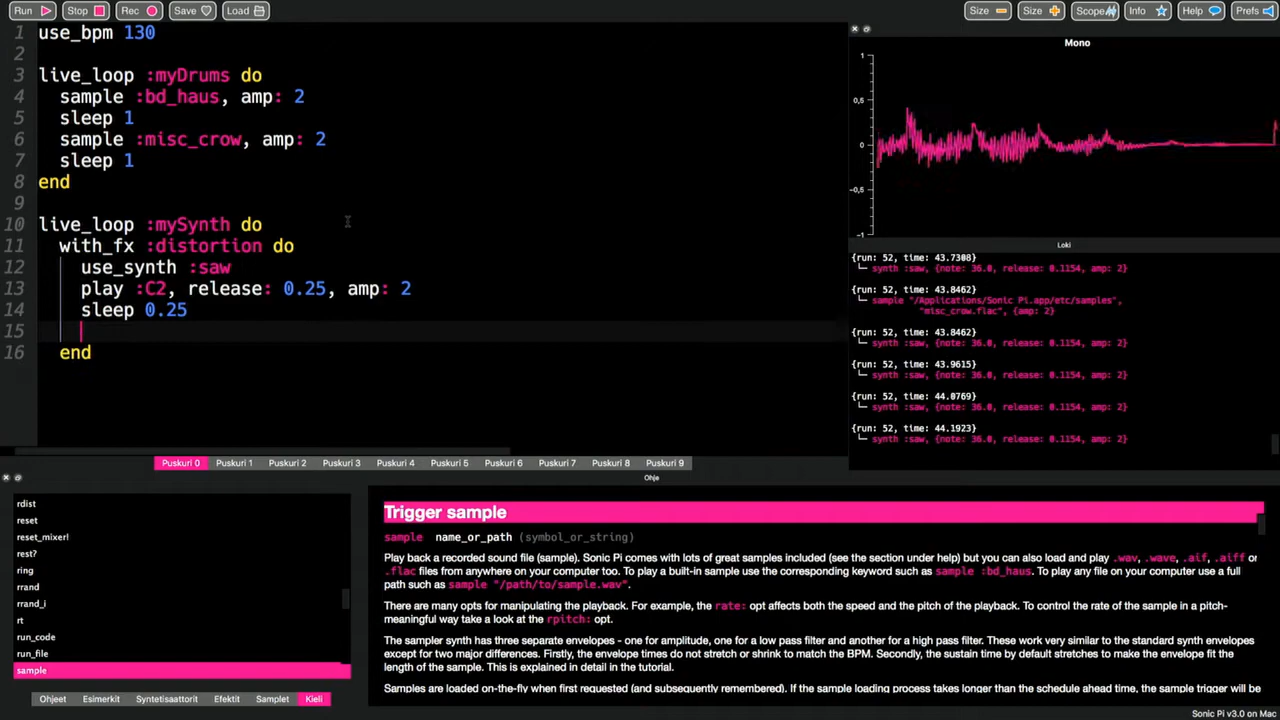 Run Stop Rec Save Load Size Size Scope Info Help Prefs
1 use_bpm 130
2
3 live_loop :myDrums do
4 sample :bd_haus, amp: 2
5 sleep 1
6 sample :misc_crow, amp: 2
7 sleep 1
8 end
9
10 live_loop :mySynth do
11 with_fx :distortion do
12 use_synth :saw
13 play :C2, release: 0.25, amp: 2
14 sleep 0.25
15
16 end
Mono
1
0,5
0
-0,5
-1
Loki
{run: 52, time: 43.7308}
synth :saw, {note: 36.0, release: 0.1154, amp: 2}
{run: 52, time: 43.8462}
sample "/Applications/Sonic Pi.app/etc/samples",
"misc_crow.flac", {amp: 2}
{run: 52, time: 43.8462}
synth :saw, {note: 36.0, release: 0.1154, amp: 2}
{run: 52, time: 43.9615}
synth :saw, {note: 36.0, release: 0.1154, amp: 2}
{run: 52, time: 44.0769}
synth :saw, {note: 36.0, release: 0.1154, amp: 2}
{run: 52, time: 44.1923}
synth :saw, {note: 36.0, release: 0.1154, amp: 2}
Puskuri 0 Puskuri 1 Puskuri 2 Puskuri 3 Puskuri 4 Puskuri 5 Puskuri 6 Puskuri 7 Puskuri 8 Puskuri 9
Ohje
rdist
reset
reset_mixer!
rest?
ring
rrand
rrand_i
rt
run_code
run_file
sample
Ohjeet Esimerkit Syntetisaattorit Efektit Samplet Kieli
Trigger sample
sample name_or_path (symbol_or_string)
Play back a recorded sound file (sample). Sonic Pi comes with lots of great samples included (see the section under help) but you can also load and play .wav, .wave, .aif, .aiff or
.flac files from anywhere on your computer too. To play a built-in sample use the corresponding keyword such as sample :bd_haus. To play any file on your computer use a full
path such as sample "/path/to/sample.wav".
There are many opts for manipulating the playback. For example, the rate: opt affects both the speed and the pitch of the playback. To control the rate of the sample in a pitch-
meaningful way take a look at the rpitch: opt.
The sampler synth has three separate envelopes - one for amplitude, one for a low pass filter and another for a high pass filter. These work very similar to the standard synth envelopes
except for two major differences. Firstly, the envelope times do not stretch or shrink to match the BPM. Secondly, the sustain time by default stretches to make the envelope fit the
length of the sample. This is explained in detail in the tutorial.
Samples are loaded on-the-fly when first requested (and subsequently remembered). If the sample loading process takes longer than the schedule ahead time, the sample trigger will be
Sonic Pi v3.0 on Mac